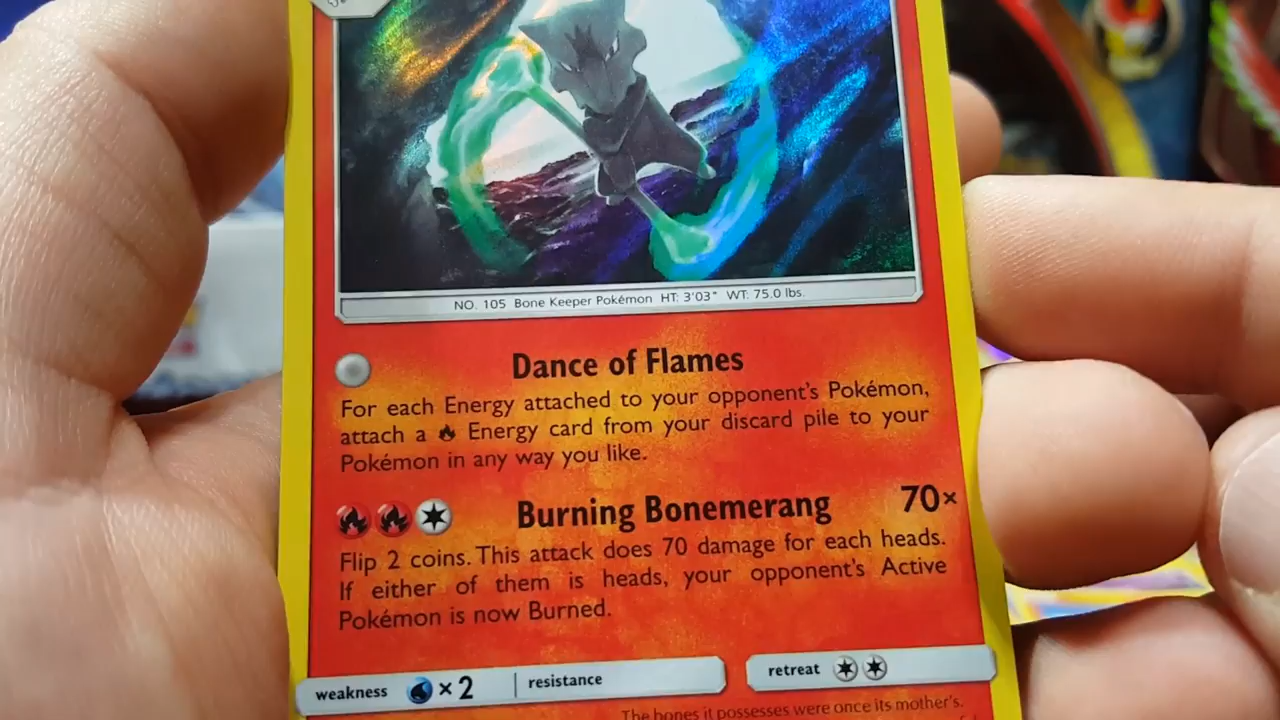 NO. 105 Bone Keeper Pokémon HT: 3'03" WT: 75.0 lbs.
Dance of Flames
For each Energy attached to your opponent's Pokémon,
attach a Energy card from your discard pile to your
Pokémon in any way you like.
Burning Bonemerang 70×
Flip 2 coins. This attack does 70 damage for each heads.
If either of them is heads, your opponent's Active
Pokémon is now Burned.
weakness ×2 resistance retreat
The bones it possesses were once its mother's.